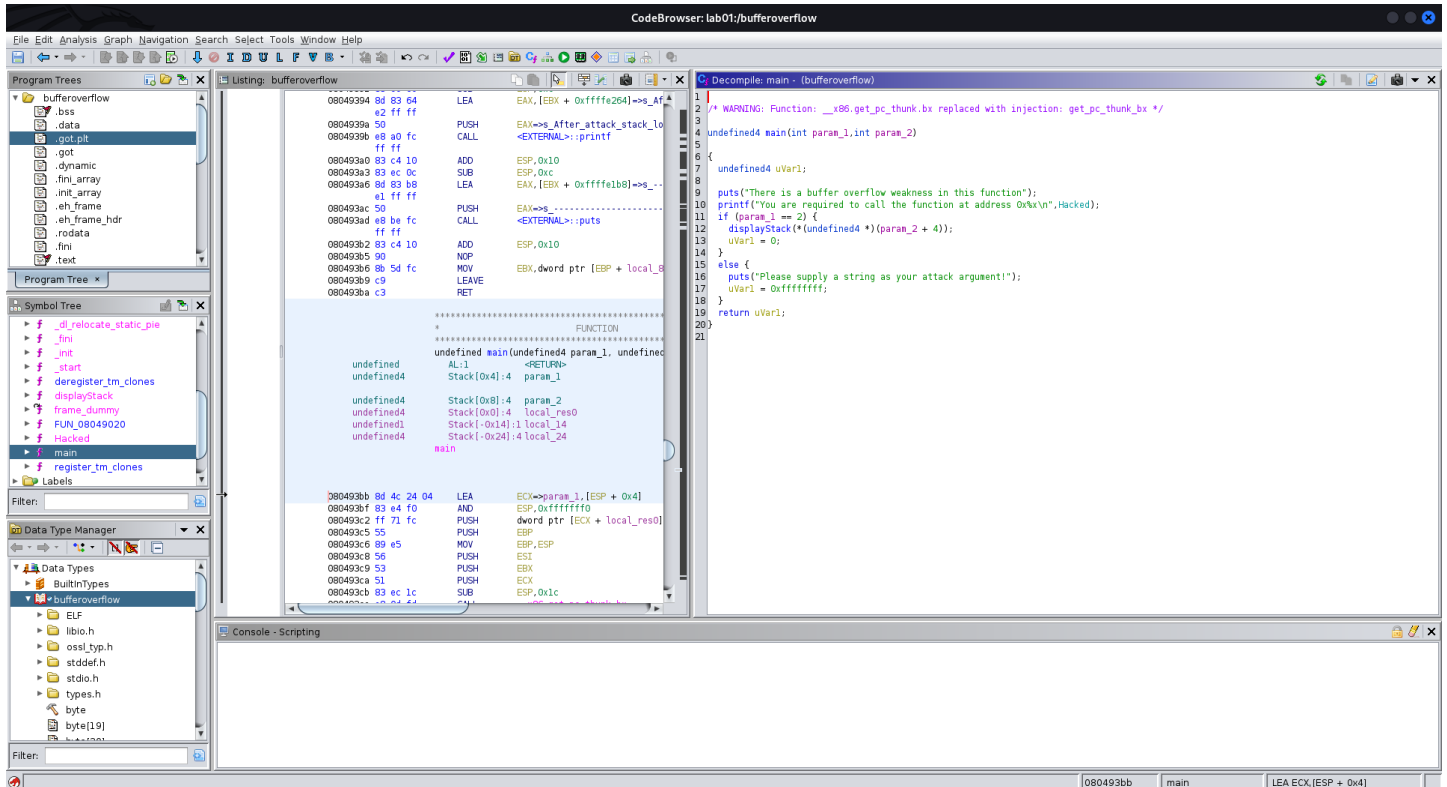 CodeBrowser: lab01:/bufferoverflow
File Edit Analysis Graph Navigation Search Select Tools Window Help
I D U L F V B
Program Trees
bufferoverflow
.bss
.data
.got.plt
.got
.dynamic
.fini_array
.init_array
.eh_frame
.eh_frame_hdr
.rodata
.fini
.text
Program Tree ×
Symbol Tree
f _dl_relocate_static_pie
f _fini
f _init
f _start
f deregister_tm_clones
f displayStack
f frame_dummy
f FUN_08049020
f Hacked
f main
f register_tm_clones
Labels
Filter:
Data Type Manager
Data Types
BuiltInTypes
bufferoverflow
ELF
libio.h
ossl_typ.h
stddef.h
stdio.h
types.h
byte
byte[19]
Filter:
Listing: bufferoverflow
08049394 8d 83 64 LEA EAX,[EBX + 0xffffe264]=>s_Af
e2 ff ff
0804939a 50 PUSH EAX=>s_After_attack_stack_lo
0804939b e8 a0 fc CALL <EXTERNAL>::printf
ff ff
080493a0 83 c4 10 ADD ESP,0x10
080493a3 83 ec 0c SUB ESP,0xc
080493a6 8d 83 b8 LEA EAX,[EBX + 0xffffe1b8]=>s_--
e1 ff ff
080493ac 50 PUSH EAX=>s_---------------------
080493ad e8 be fc CALL <EXTERNAL>::puts
ff ff
080493b2 83 c4 10 ADD ESP,0x10
080493b5 90 NOP
080493b6 8b 5d fc MOV EBX,dword ptr [EBP + local_8
080493b9 c9 LEAVE
080493ba c3 RET
* FUNCTION
undefined main(undefined4 param_1, undefined
undefined AL:1 <RETURN>
undefined4 Stack[0x4]:4 param_1
undefined4 Stack[0x8]:4 param_2
undefined4 Stack[0x0]:4 local_res0
undefined1 Stack[-0x14]:1 local_14
undefined4 Stack[-0x24]:4 local_24
main
080493bb 8d 4c 24 04 LEA ECX=>param_1,[ESP + 0x4]
080493bf 83 e4 f0 AND ESP,0xfffffff0
080493c2 ff 71 fc PUSH dword ptr [ECX + local_res0]
080493c5 55 PUSH EBP
080493c6 89 e5 MOV EBP,ESP
080493c8 56 PUSH ESI
080493c9 53 PUSH EBX
080493ca 51 PUSH ECX
080493cb 83 ec 1c SUB ESP,0x1c
Decompile: main - (bufferoverflow)
1
2 /* WARNING: Function: __x86.get_pc_thunk.bx replaced with injection: get_pc_thunk_bx */
3
4 undefined4 main(int param_1,int param_2)
5
6 {
7 undefined4 uVar1;
8
9 puts("There is a buffer overflow weakness in this function");
10 printf("You are required to call the function at address 0x%x\n",Hacked);
11 if (param_1 == 2) {
12 displayStack(*(undefined4 *)(param_2 + 4));
13 uVar1 = 0;
14 }
15 else {
16 puts("Please supply a string as your attack argument!");
17 uVar1 = 0xffffffff;
18 }
19 return uVar1;
20 }
21
Console - Scripting
080493bb main LEA ECX,[ESP + 0x4]